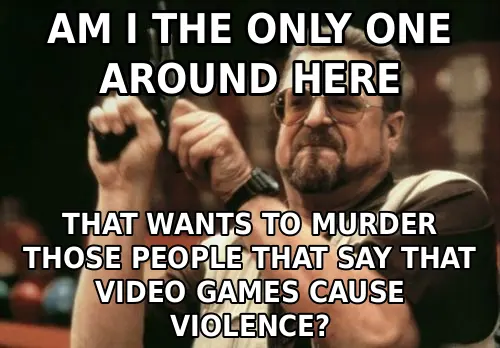 AM I THE ONLY ONE
AROUND HERE
THAT WANTS TO MURDER
THOSE PEOPLE THAT SAY THAT
VIDEO GAMES CAUSE
VIOLENCE?